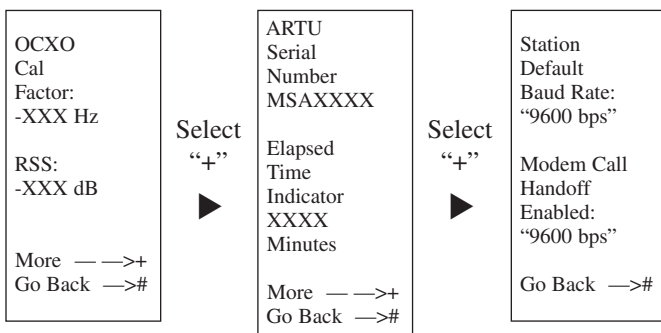 OCXO
Cal
Factor:
-XXX Hz
RSS:
-XXX dB
More — —>+
Go Back —>#
Select
“+”
ARTU
Serial
Number
MSAXXXX
Elapsed
Time
Indicator
XXXX
Minutes
More — —>+
Go Back —>#
Select
“+”
Station
Default
Baud Rate:
“9600 bps”
Modem Call
Handoff
Enabled:
“9600 bps”
Go Back —>#